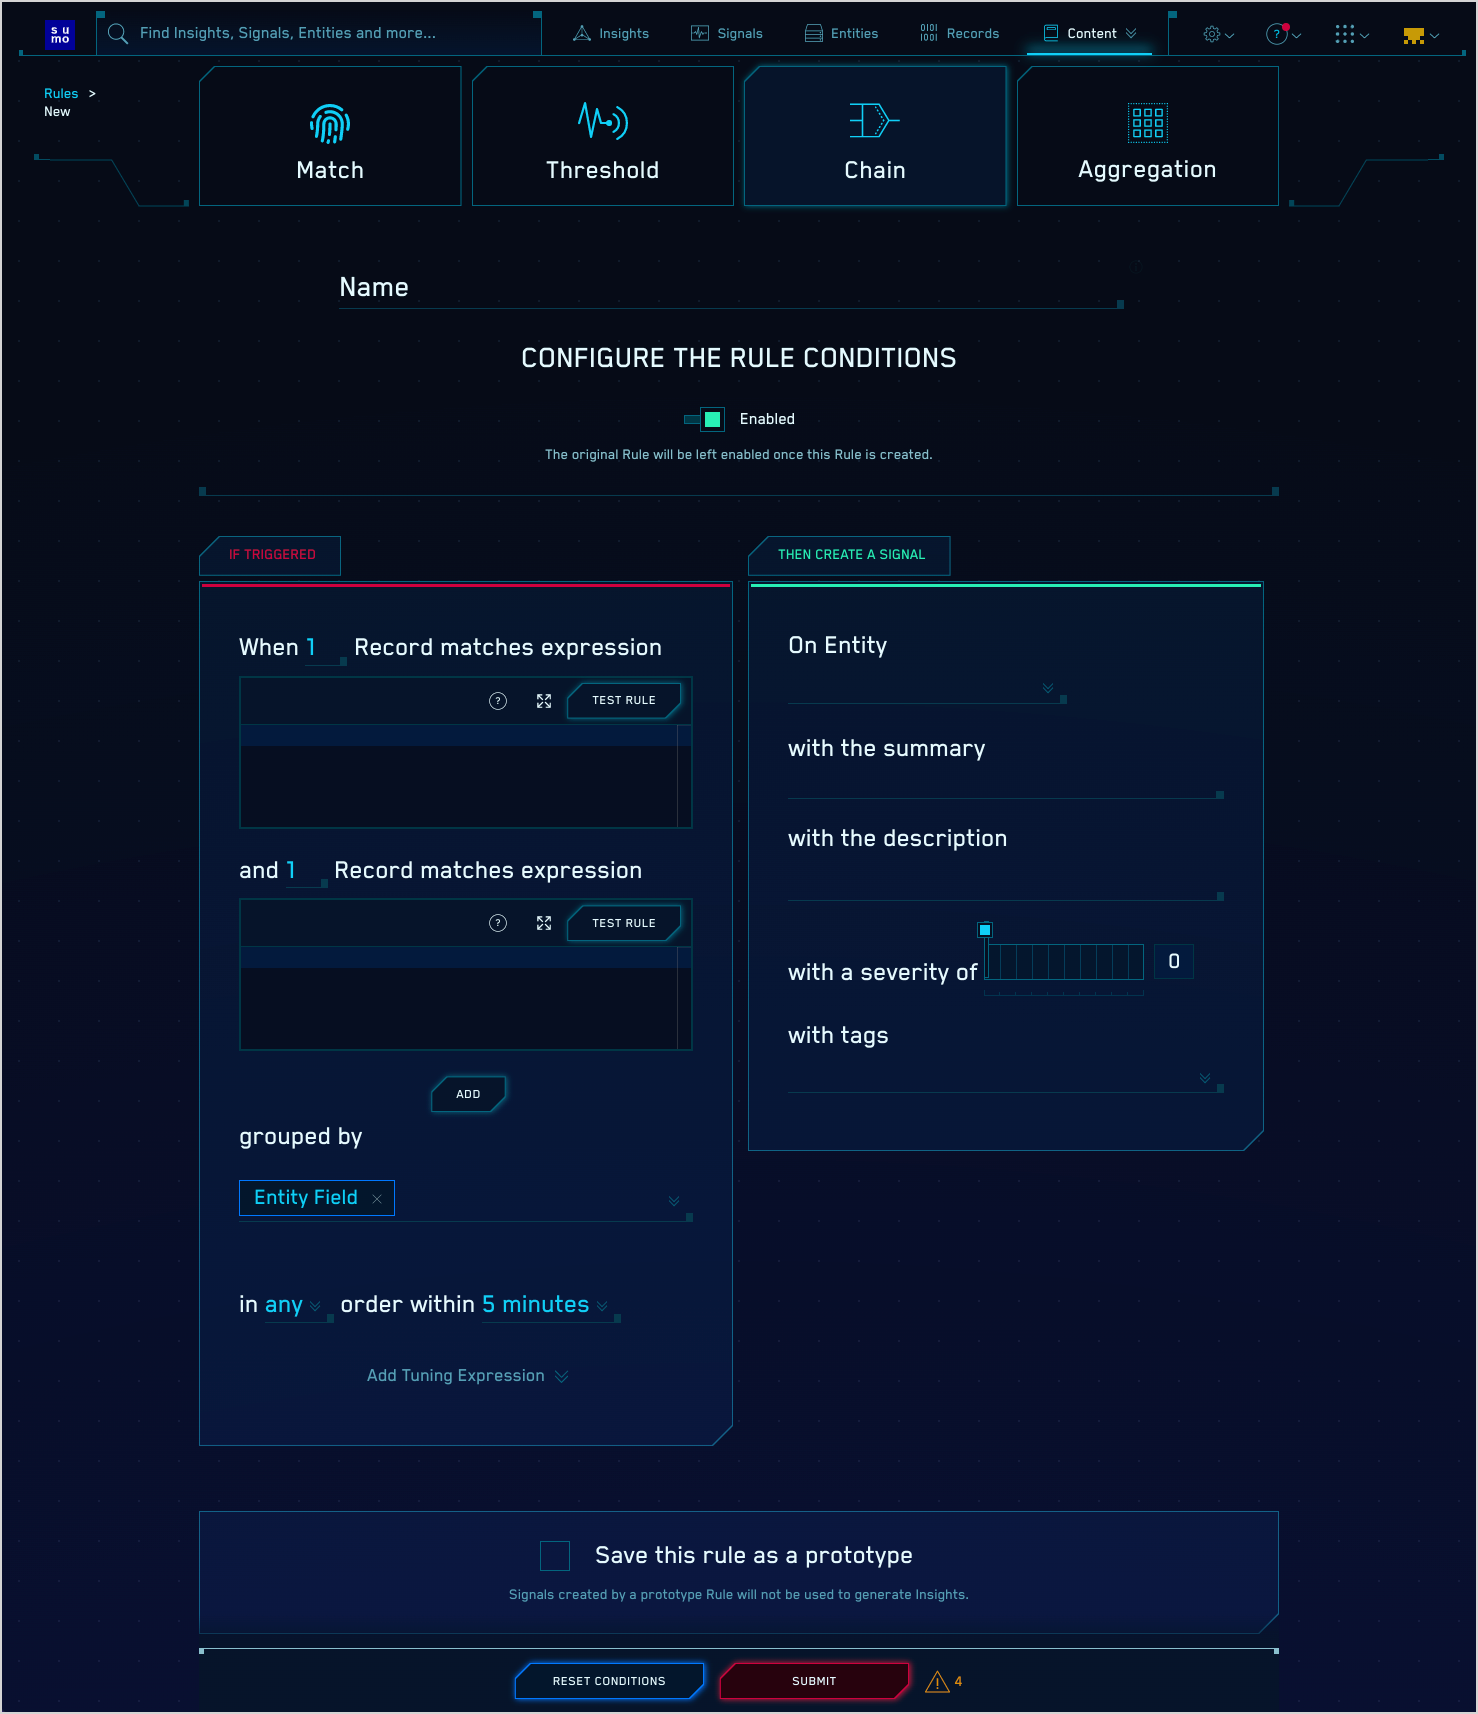 su
mo
Find Insights, Signals, Entities and more...
Insights
Signals
Entities
0101
1001
Records
Content
?
Rules >
New
Match
Threshold
Chain
Aggregation
Name
CONFIGURE THE RULE CONDITIONS
Enabled
The original Rule will be left enabled once this Rule is created.
IF TRIGGERED
When 1 Record matches expression
? TEST RULE
and 1 Record matches expression
? TEST RULE
ADD
grouped by
Entity Field
in any order within 5 minutes
Add Tuning Expression
THEN CREATE A SIGNAL
On Entity
with the summary
with the description
with a severity of 0
with tags
Save this rule as a prototype
Signals created by a prototype Rule will not be used to generate Insights.
RESET CONDITIONS
SUBMIT
4